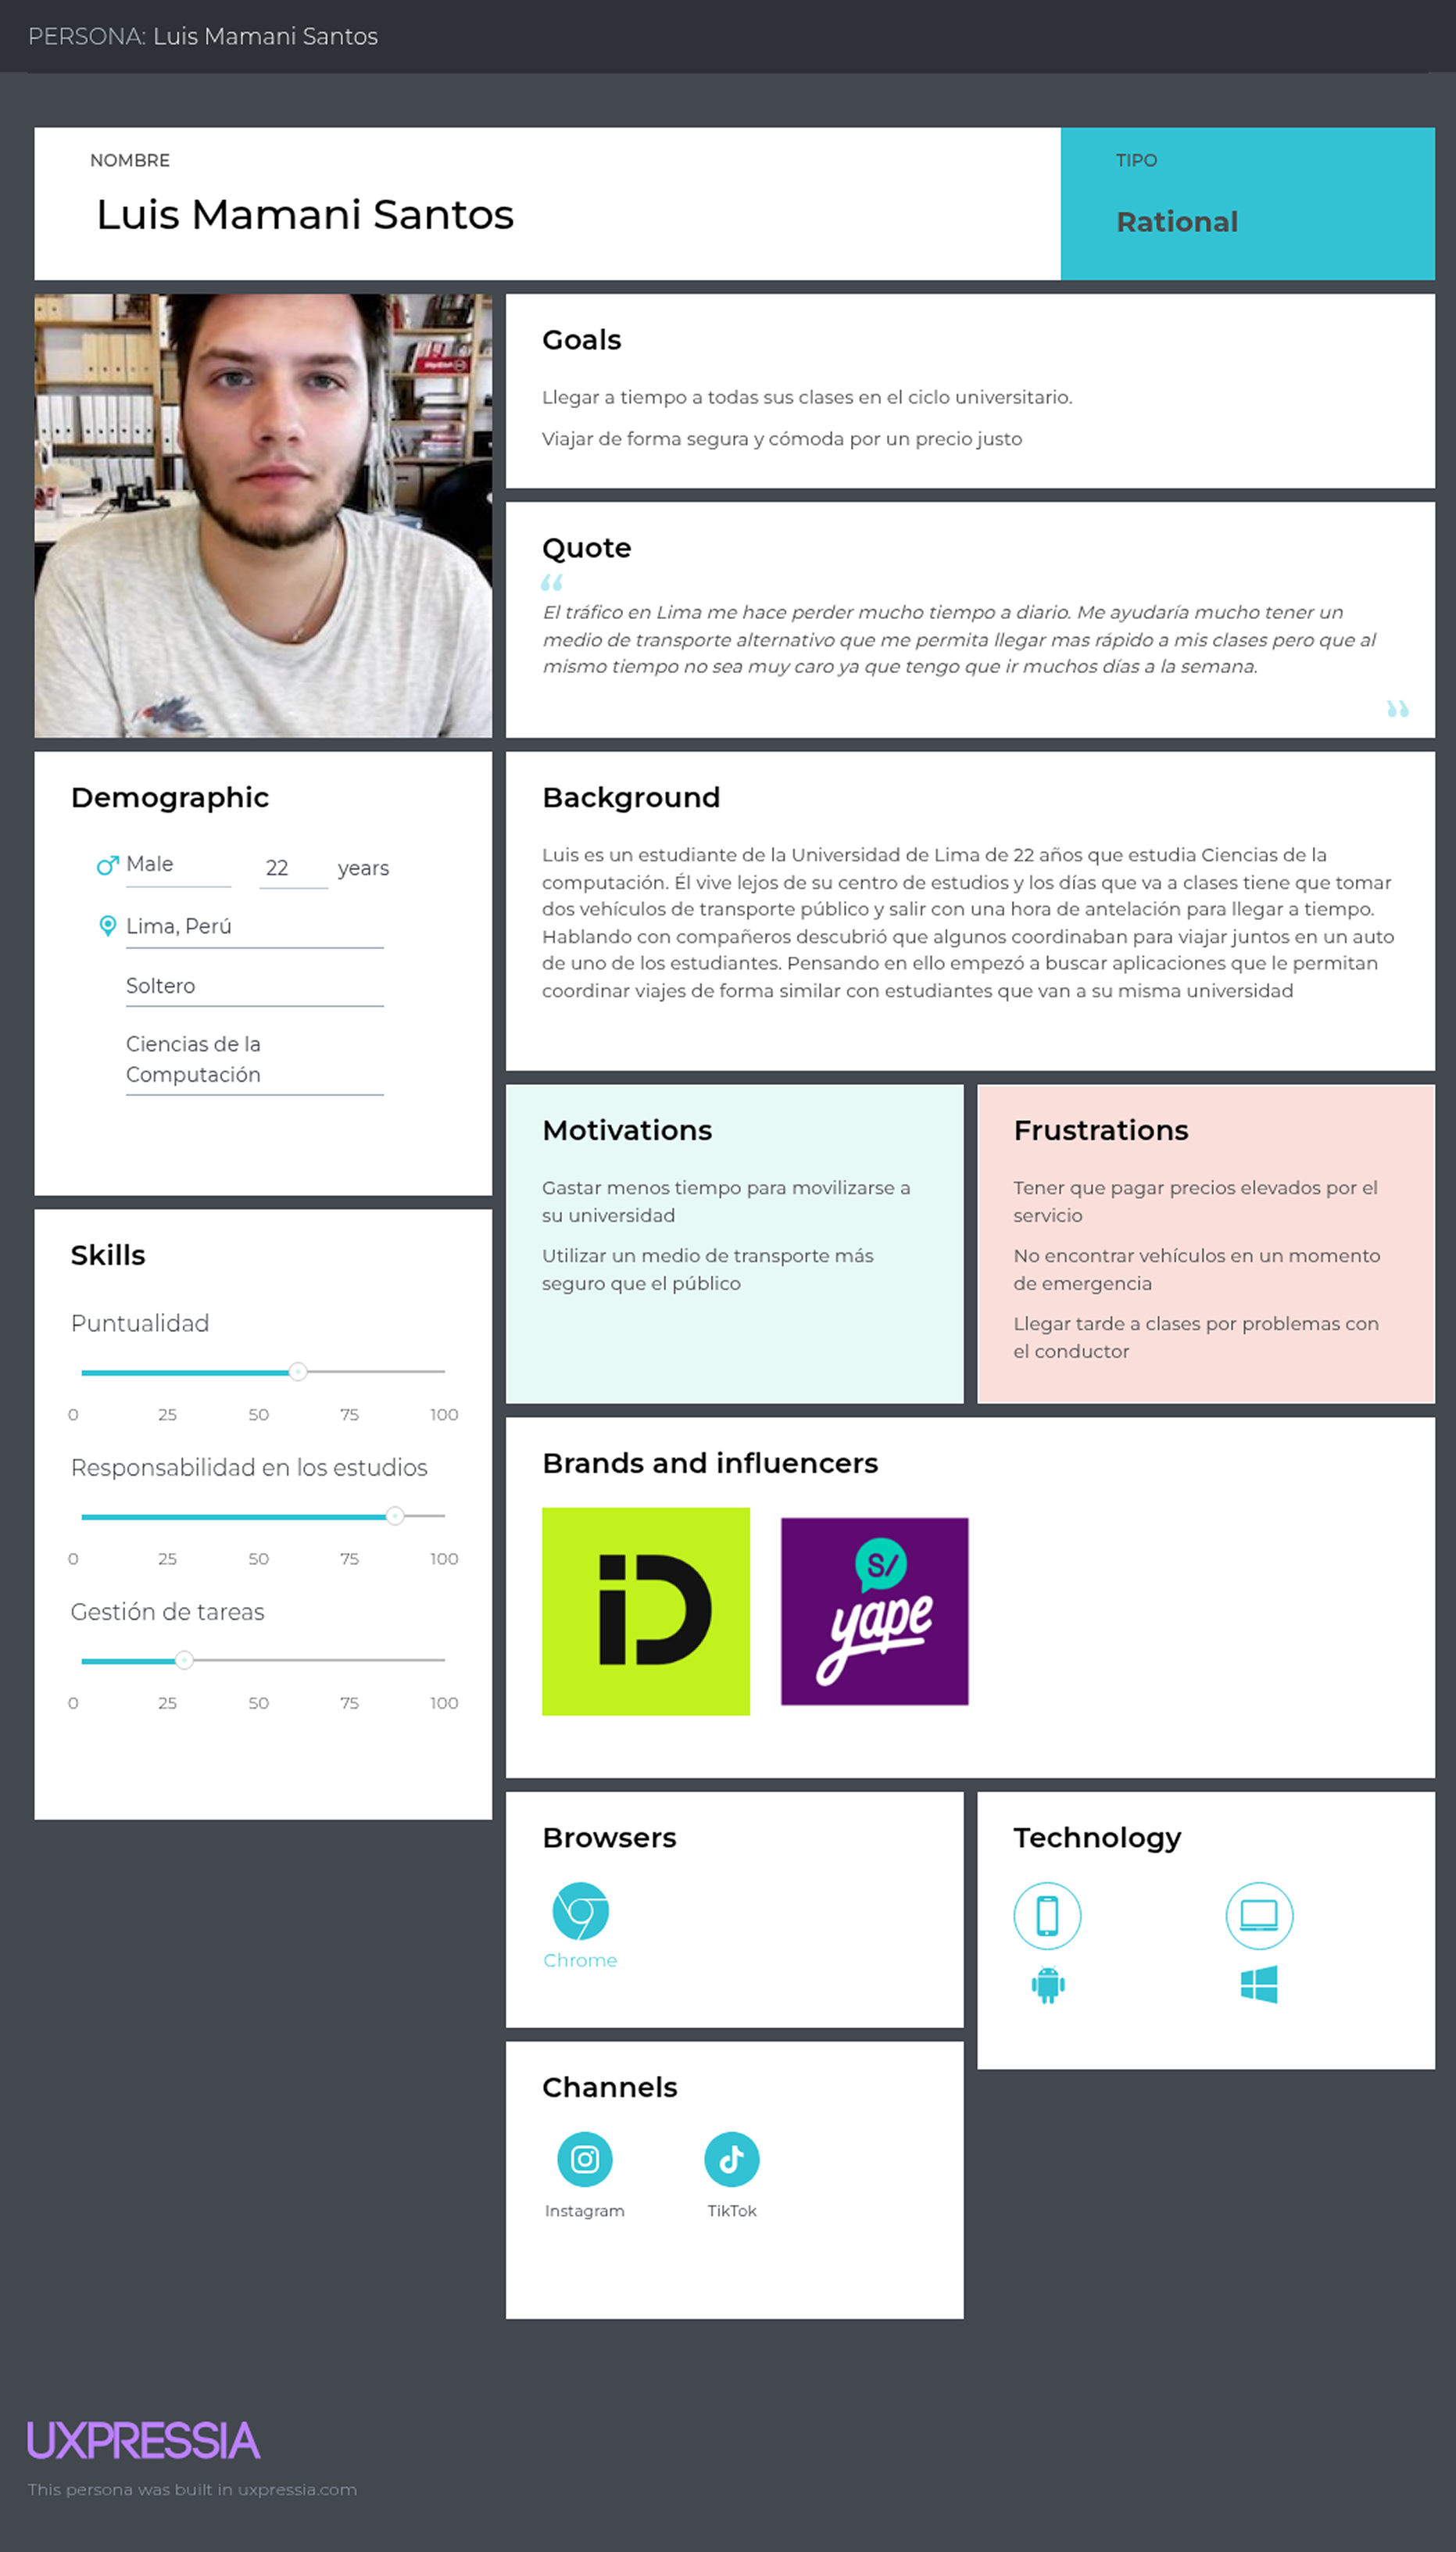 PERSONA: Luis Mamani Santos
NOMBRE
Luis Mamani Santos
TIPO
Rational
Goals
Llegar a tiempo a todas sus clases en el ciclo universitario.
Viajar de forma segura y cómoda por un precio justo
Quote
“
El tráfico en Lima me hace perder mucho tiempo a diario. Me ayudaría mucho tener un
medio de transporte alternativo que me permita llegar mas rápido a mis clases pero que al
mismo tiempo no sea muy caro ya que tengo que ir muchos días a la semana.
”
Demographic
Male 22 years
Lima, Perú
Soltero
Ciencias de la
Computación
Background
Luis es un estudiante de la Universidad de Lima de 22 años que estudia Ciencias de la
computación. Él vive lejos de su centro de estudios y los días que va a clases tiene que tomar
dos vehículos de transporte público y salir con una hora de antelación para llegar a tiempo.
Hablando con compañeros descubrió que algunos coordinaban para viajar juntos en un auto
de uno de los estudiantes. Pensando en ello empezó a buscar aplicaciones que le permitan
coordinar viajes de forma similar con estudiantes que van a su misma universidad
Motivations
Gastar menos tiempo para movilizarse a
su universidad
Utilizar un medio de transporte más
seguro que el público
Frustrations
Tener que pagar precios elevados por el
servicio
No encontrar vehículos en un momento
de emergencia
Llegar tarde a clases por problemas con
el conductor
Skills
Puntualidad
0 25 50 75 100
Responsabilidad en los estudios
0 25 50 75 100
Gestión de tareas
0 25 50 75 100
Brands and influencers
iD
S/
yape
Browsers
Chrome
Technology
Channels
Instagram TikTok
UXPRESSIA
This persona was built in uxpressia.com